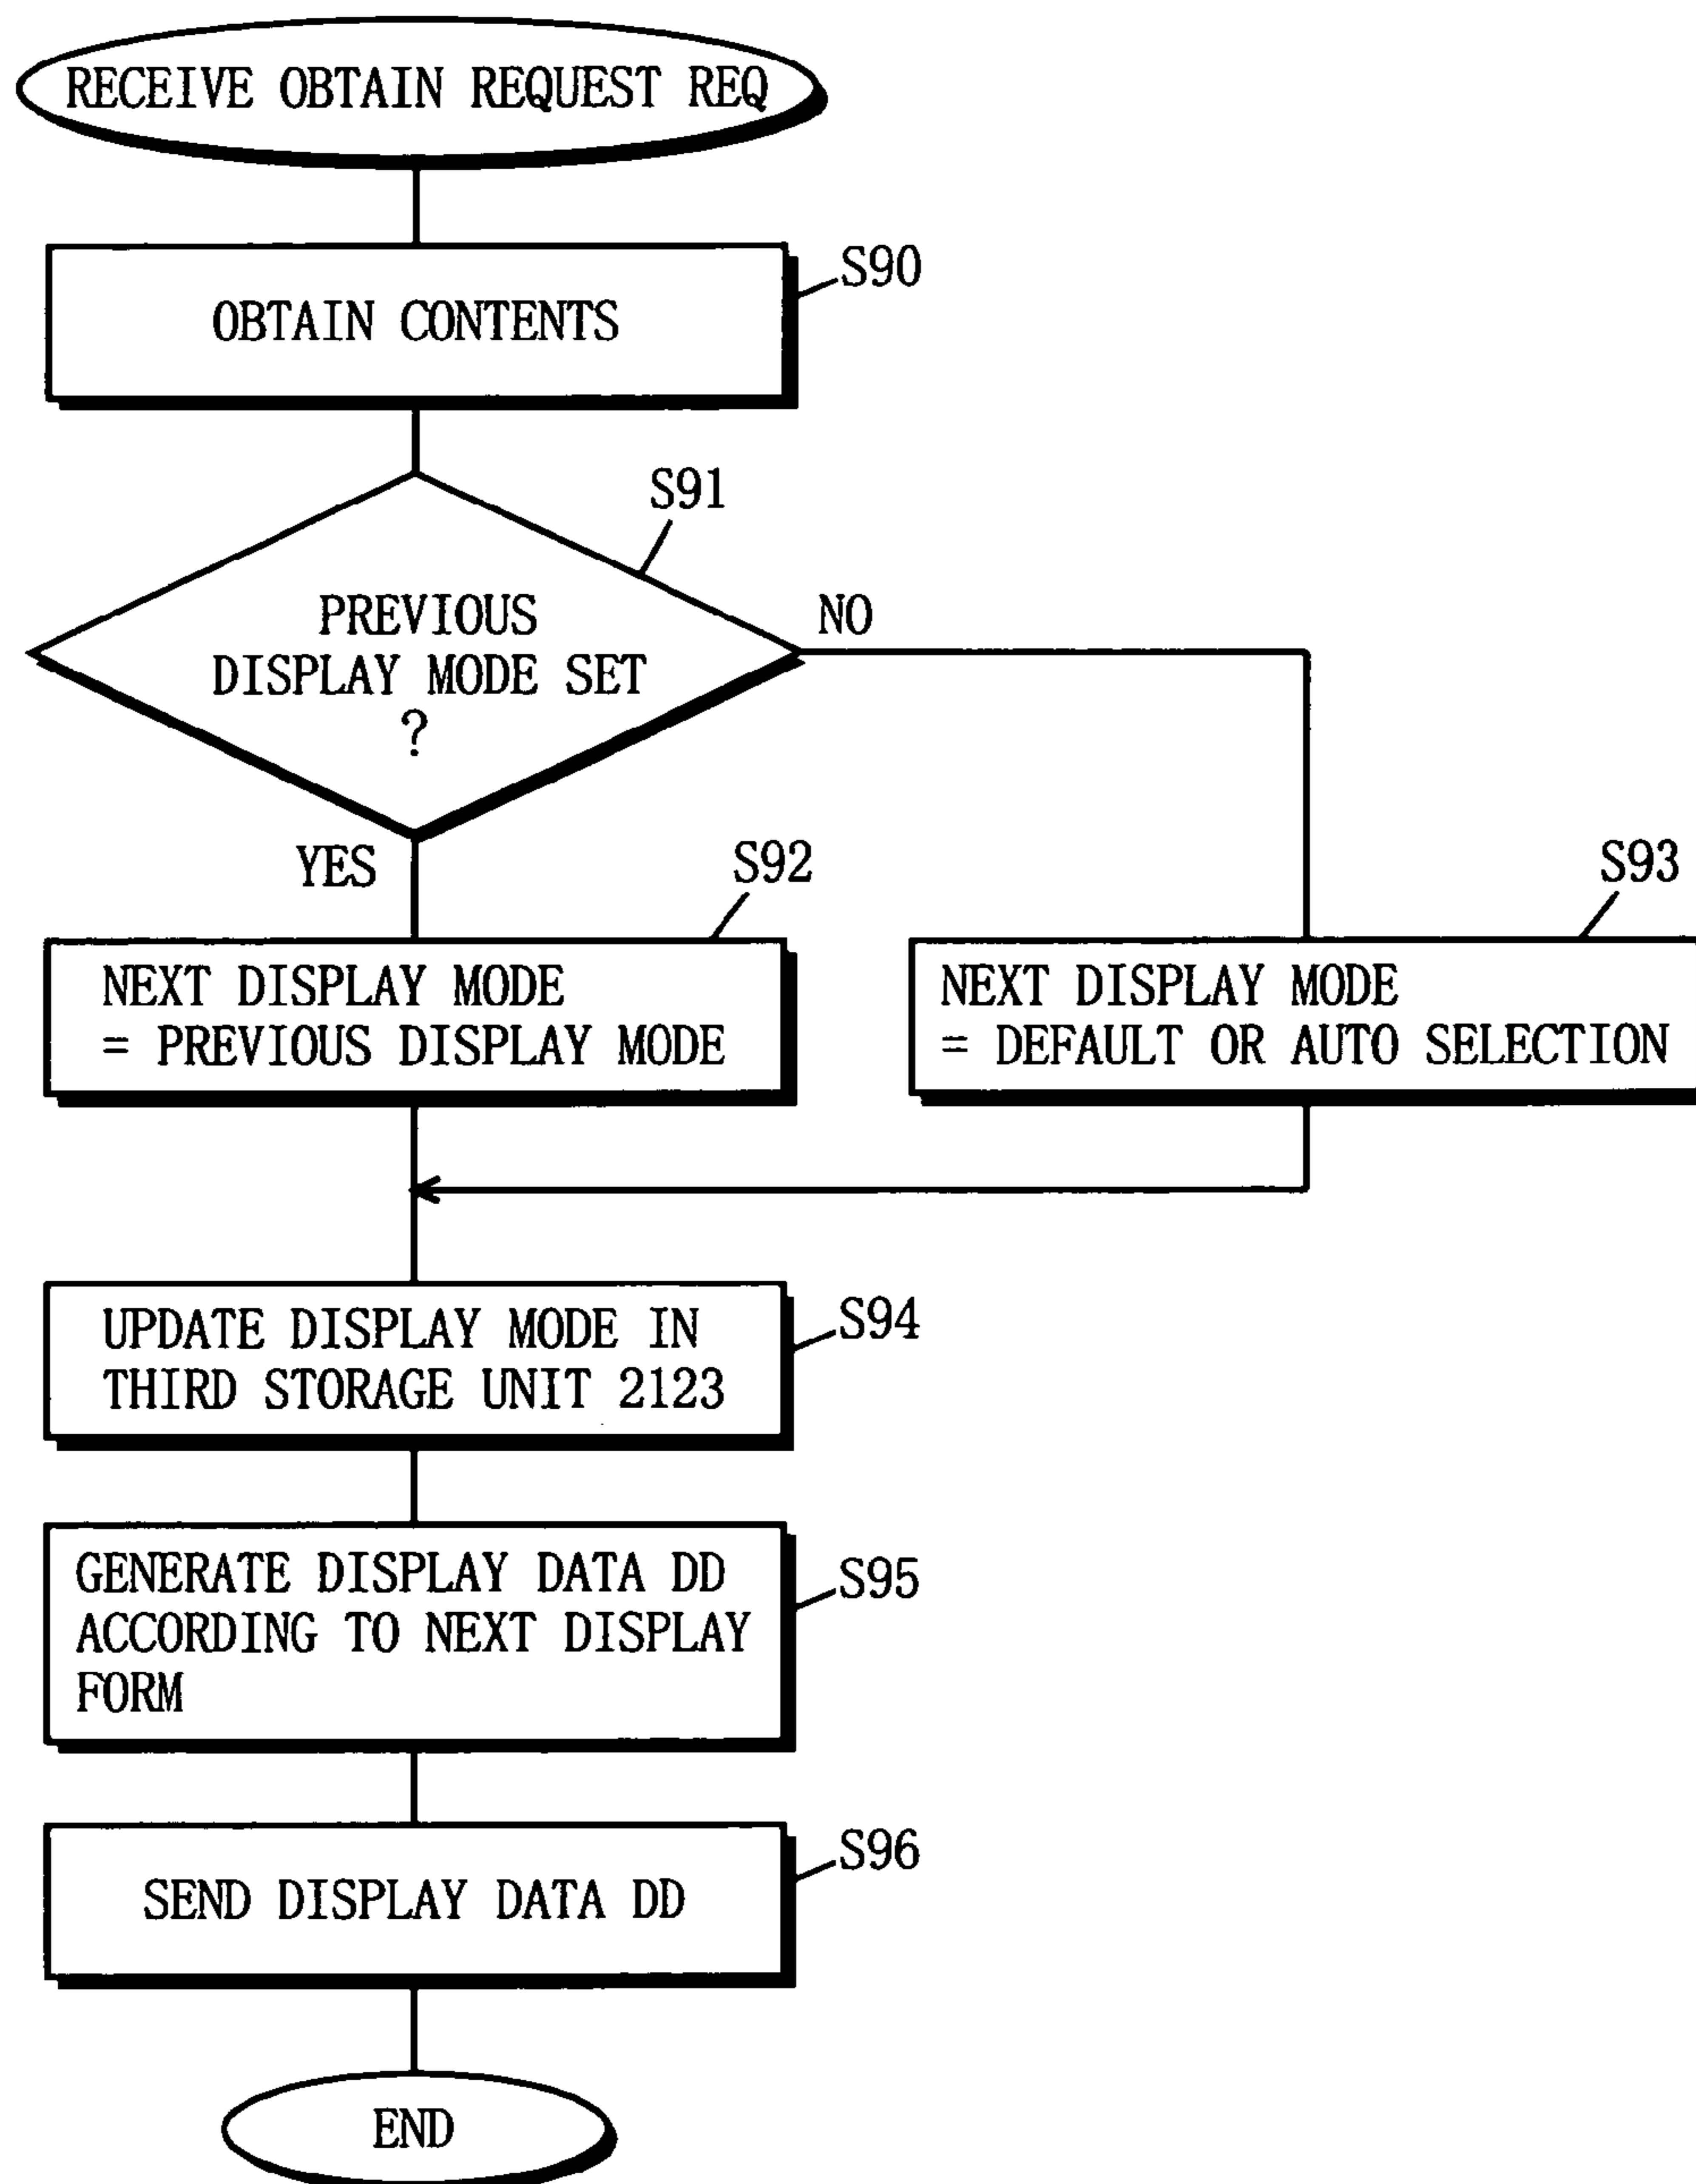 RECEIVE OBTAIN REQUEST REQ
S90
OBTAIN CONTENTS
S91
PREVIOUS
DISPLAY MODE SET
?
NO
YES
S92
NEXT DISPLAY MODE
= PREVIOUS DISPLAY MODE
S93
NEXT DISPLAY MODE
= DEFAULT OR AUTO SELECTION
UPDATE DISPLAY MODE IN
THIRD STORAGE UNIT 2123
S94
GENERATE DISPLAY DATA DD
ACCORDING TO NEXT DISPLAY
FORM
S95
SEND DISPLAY DATA DD
S96
END